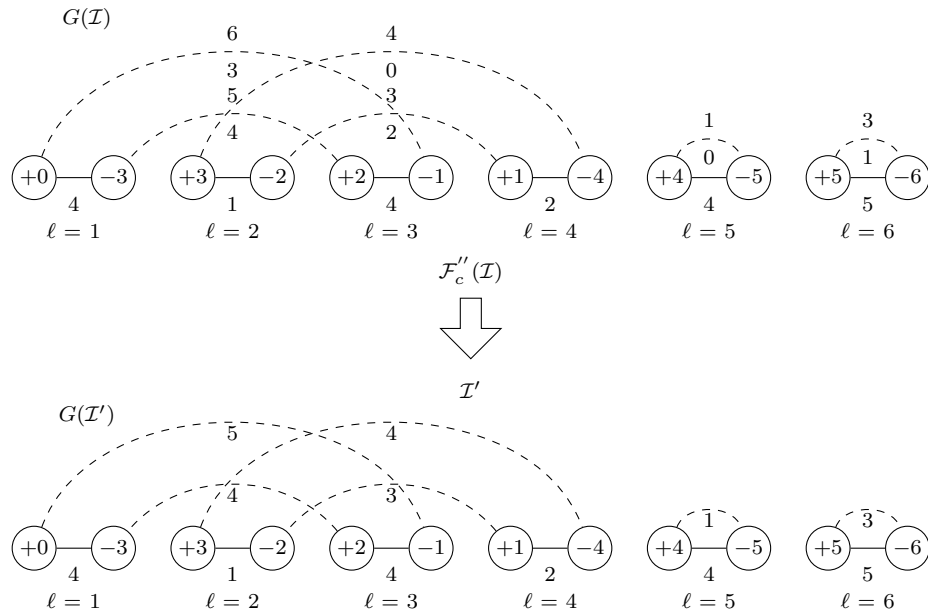 G(𝓘)
6 4
3 0
5 3
4 2
1 3
0 1
+0 −3 +3 −2 +2 −1 +1 −4 +4 −5 +5 −6
4 1 4 2 4 5
ℓ = 1 ℓ = 2 ℓ = 3 ℓ = 4 ℓ = 5 ℓ = 6
𝓕c′′(𝓘)
𝓘′
G(𝓘′)
5 4
4 3
1 3
+0 −3 +3 −2 +2 −1 +1 −4 +4 −5 +5 −6
4 1 4 2 4 5
ℓ = 1 ℓ = 2 ℓ = 3 ℓ = 4 ℓ = 5 ℓ = 6